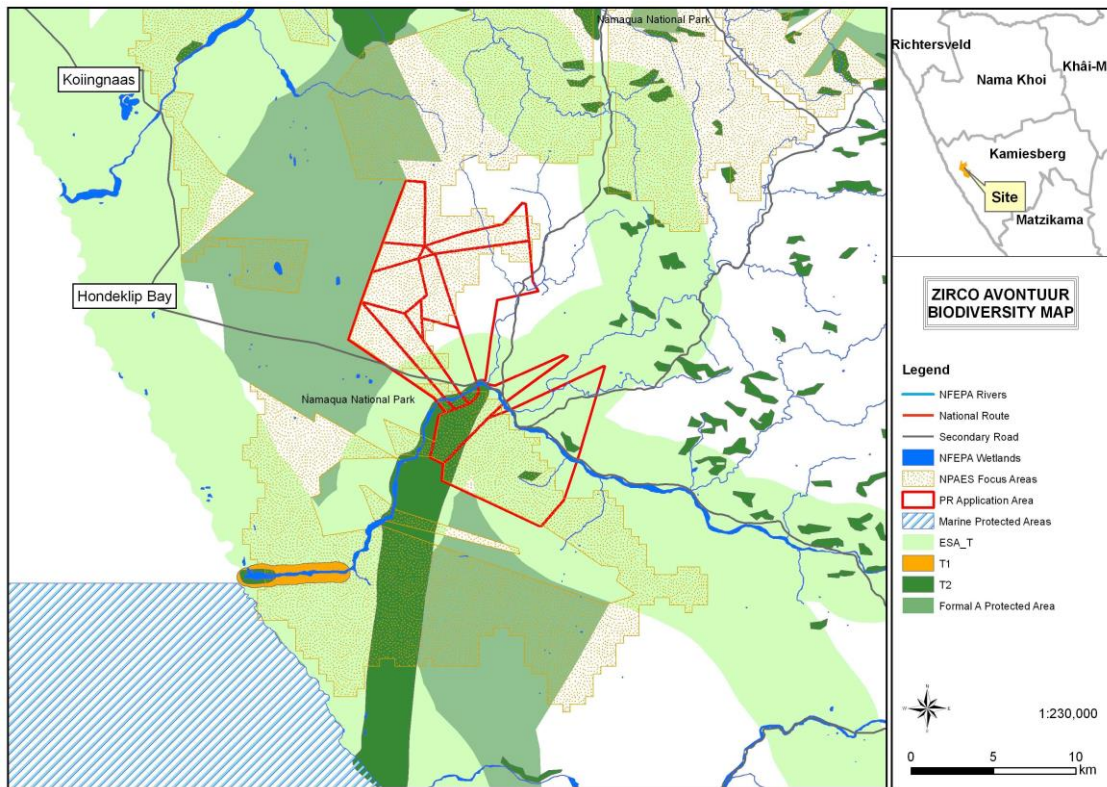 Namaqua National Park
Koiingnaas
Hondeklip Bay
Namaqua National Park
Richtersveld
Khâi-M
Nama Khoi
Kamiesberg
Site
Matzikama
ZIRCO AVONTUUR
BIODIVERSITY MAP
Legend
NFEPA Rivers
National Route
Secondary Road
NFEPA Wetlands
NPAES Focus Areas
PR Application Area
Marine Protected Areas
ESA_T
T1
T2
Formal A Protected Area
N
W E
S
1:230,000
0 5 10
km